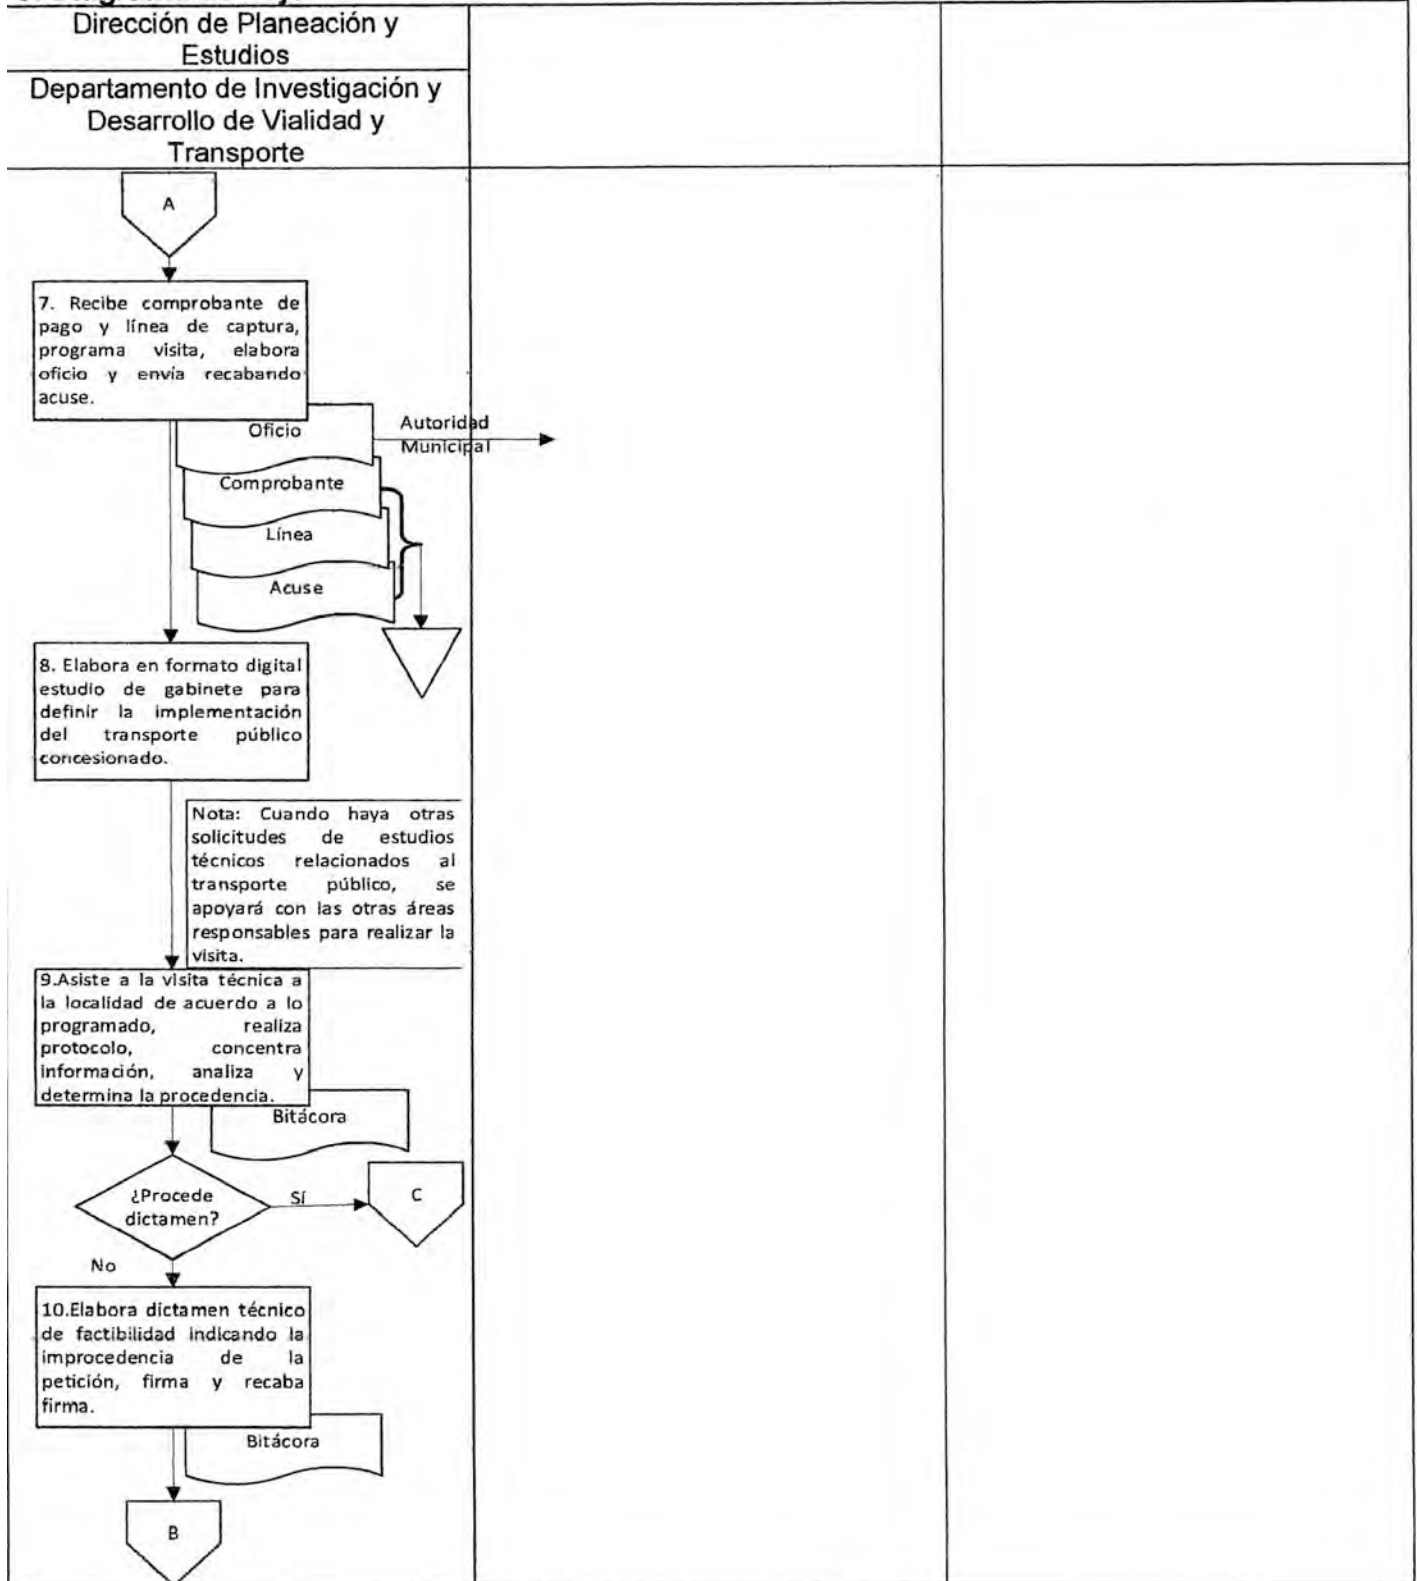 Dirección de Planeación y
Estudios
Departamento de Investigación y
Desarrollo de Vialidad y
Transporte
A
7. Recibe comprobante de
pago y línea de captura,
programa visita, elabora
oficio y envía recabando
acuse.
Oficio
Autoridad
Municipal
Comprobante
Línea
Acuse
8. Elabora en formato digital
estudio de gabinete para
definir la implementación
del transporte público
concesionado.
Nota: Cuando haya otras
solicitudes de estudios
técnicos relacionados al
transporte público, se
apoyará con las otras áreas
responsables para realizar la
visita.
9.Asiste a la visita técnica a
la localidad de acuerdo a lo
programado, realiza
protocolo, concentra
información, analiza y
determina la procedencia.
Bitácora
¿Procede
dictamen?
Sí
C
No
10.Elabora dictamen técnico
de factibilidad indicando la
improcedencia de la
petición, firma y recaba
firma.
Bitácora
B